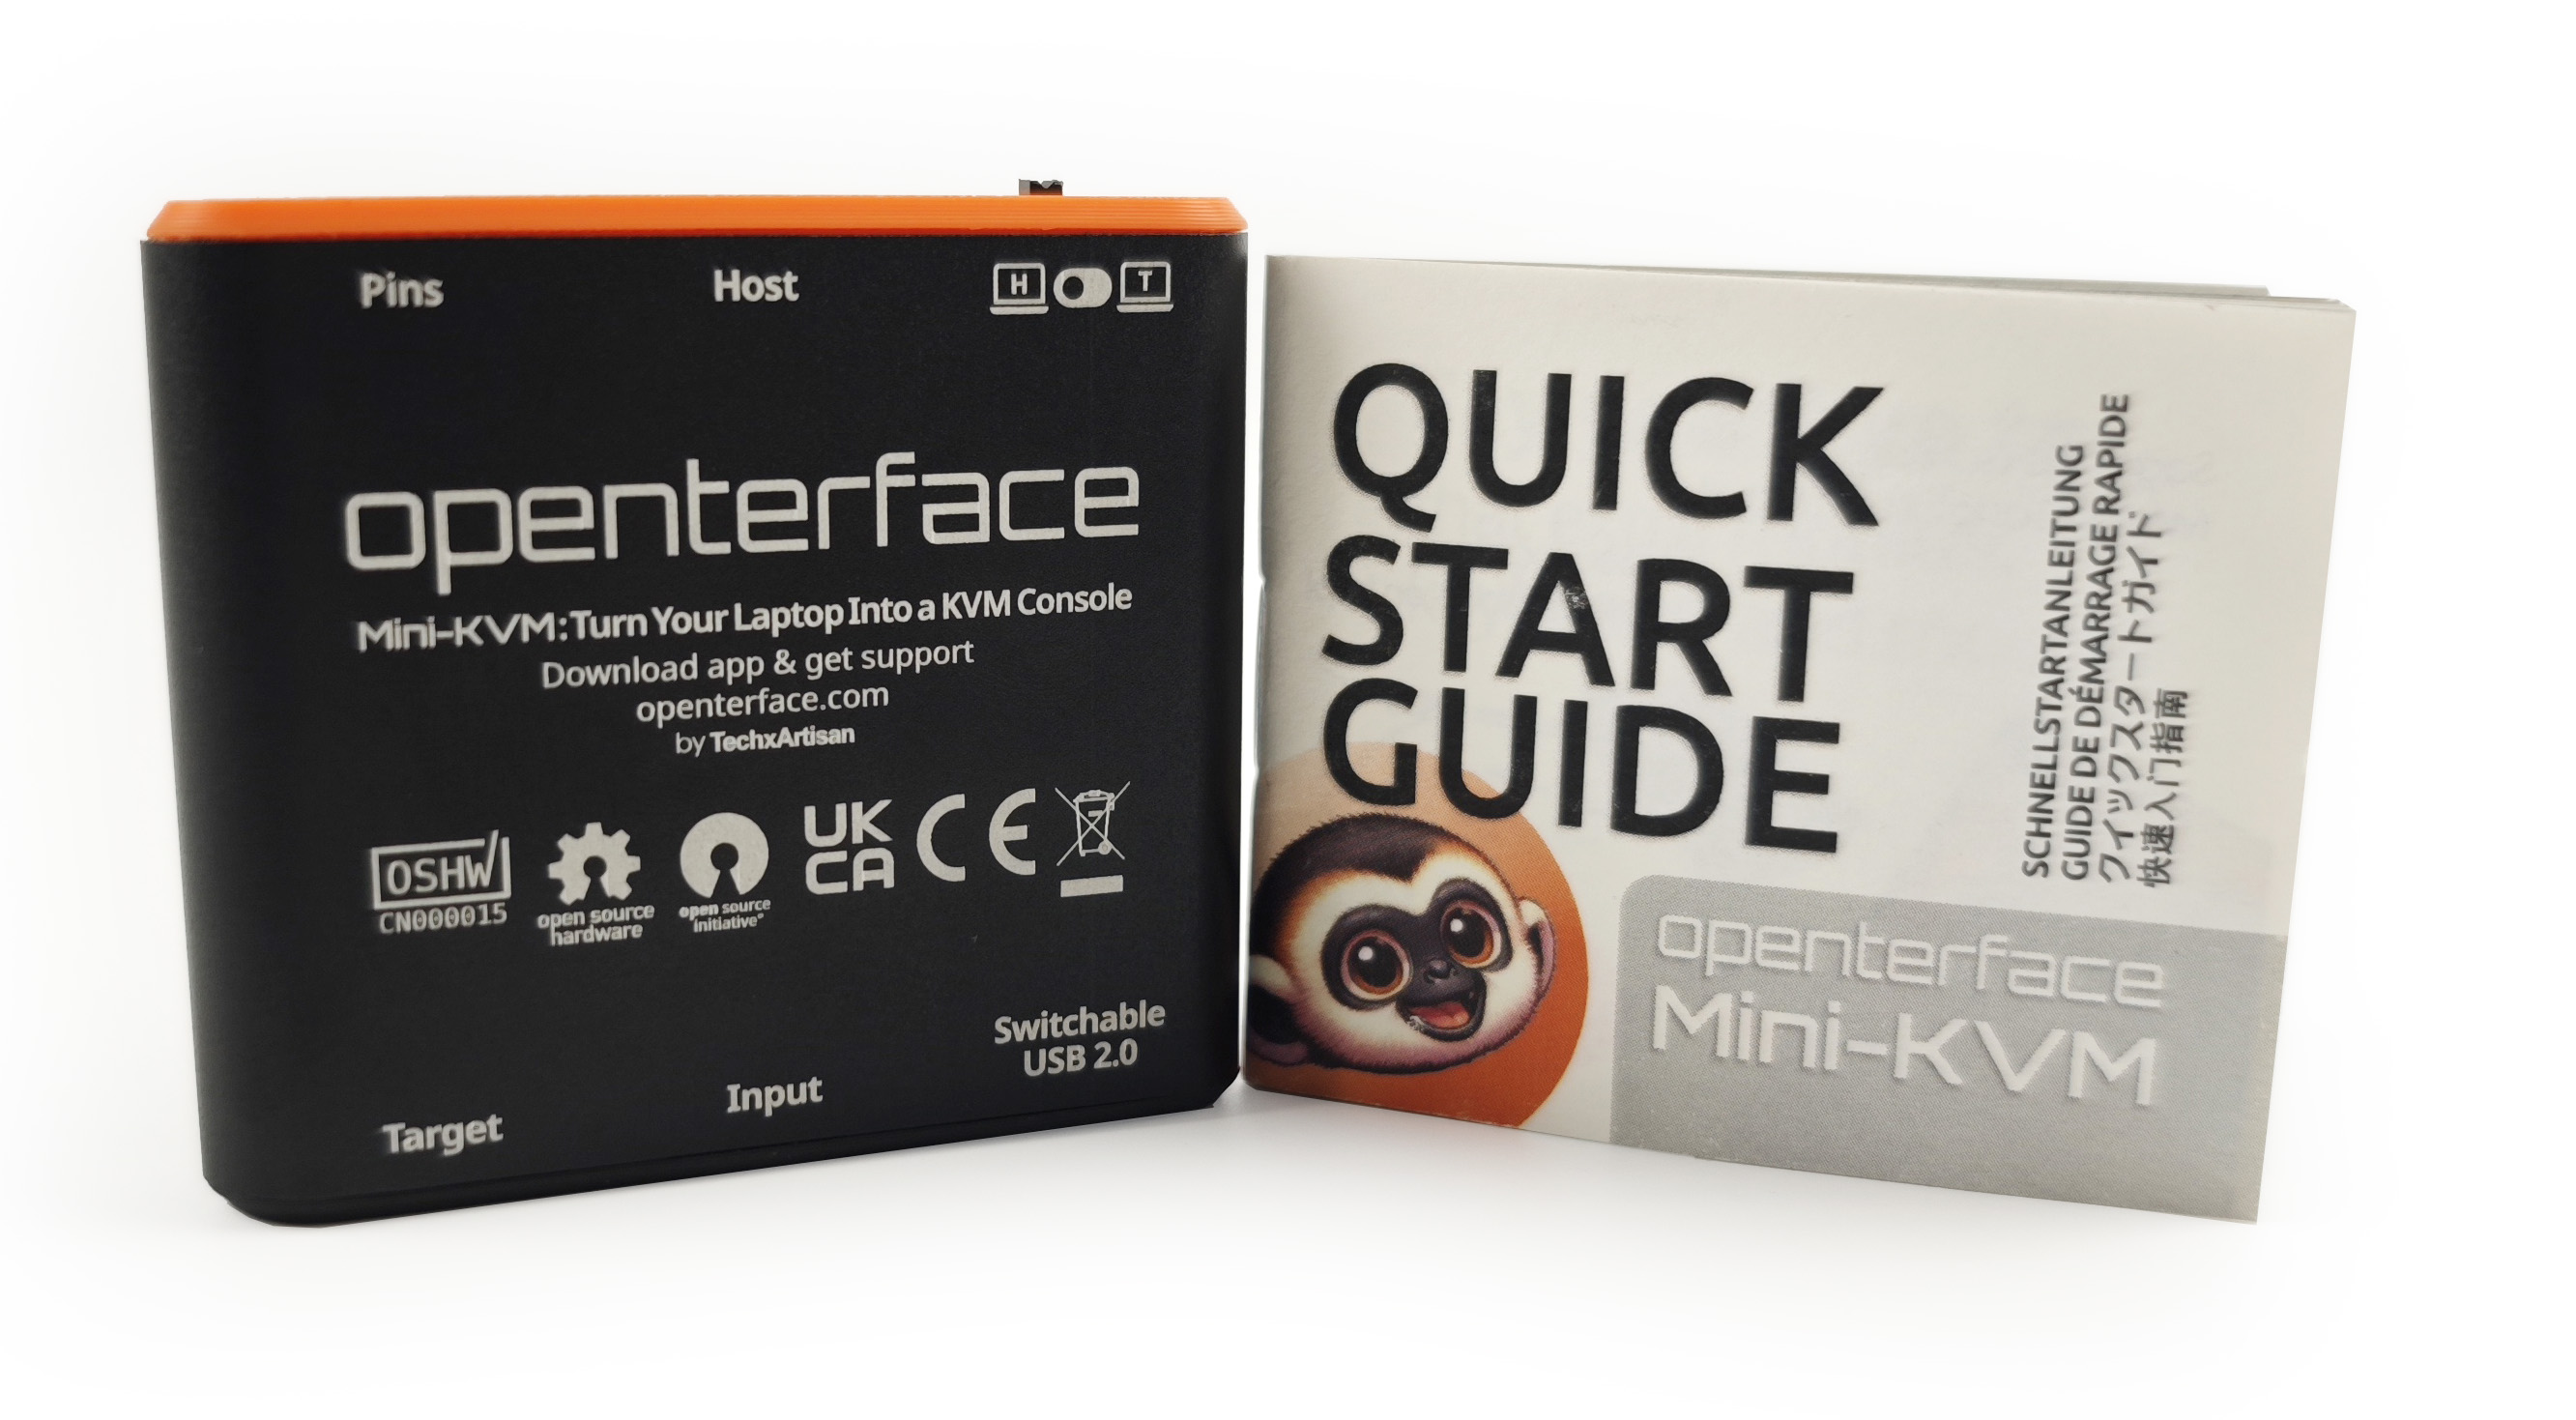 Pins
Host
H T
openterface
Mini-KVM: Turn Your Laptop Into a KVM Console
Download app & get support
openterface.com
by TechxArtisan
OSHW
CN000015
open source
hardware
open source
initiative®
UK
CA
CE
Switchable
USB 2.0
Input
Target
QUICK
START
GUIDE
SCHNELLSTARTANLEITUNG
GUIDE DE DÉMARRAGE RAPIDE
クイックスタートガイド
快速入门指南
openterface
Mini-KVM